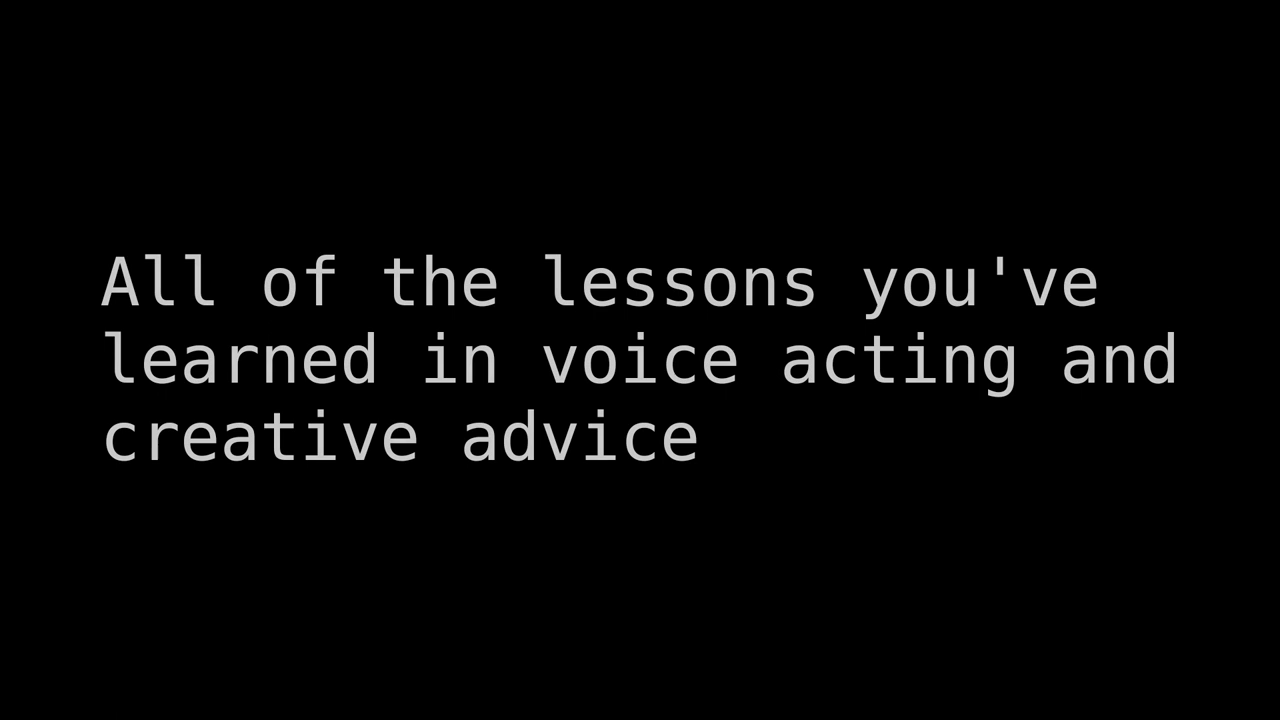 All of the lessons you've
learned in voice acting and
creative advice